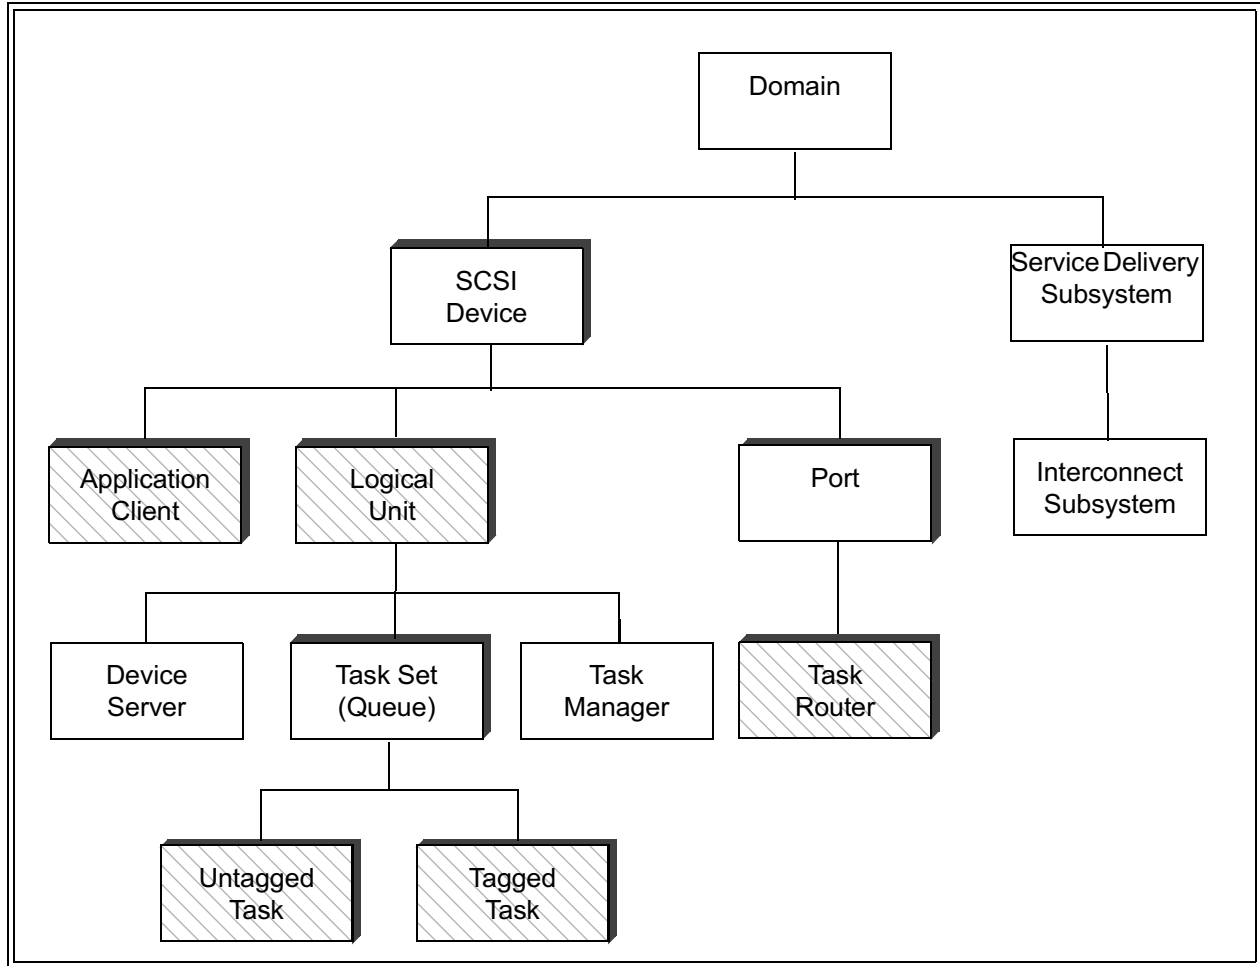 Domain
SCSI
Device
Service Delivery
Subsystem
Application
Client
Logical
Unit
Port
Interconnect
Subsystem
Device
Server
Task Set
(Queue)
Task
Manager
Task
Router
Untagged
Task
Tagged
Task